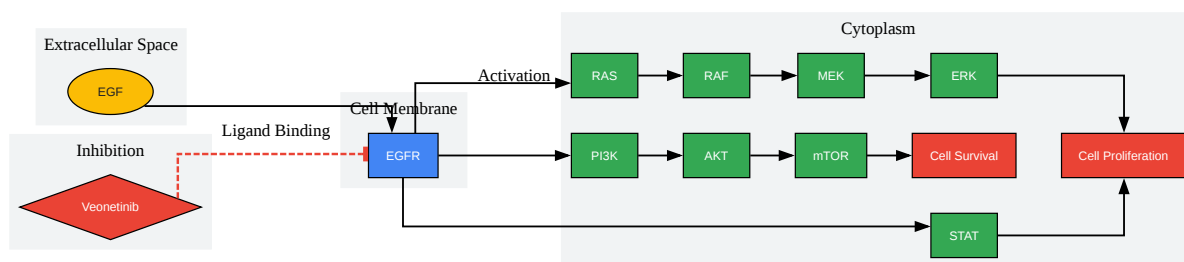 Extracellular Space
EGF
Inhibition
Veonetinib
Ligand Binding
Cell Membrane
EGFR
Activation
Cytoplasm
RAS
RAF
MEK
ERK
PI3K
AKT
mTOR
Cell Survival
Cell Proliferation
STAT